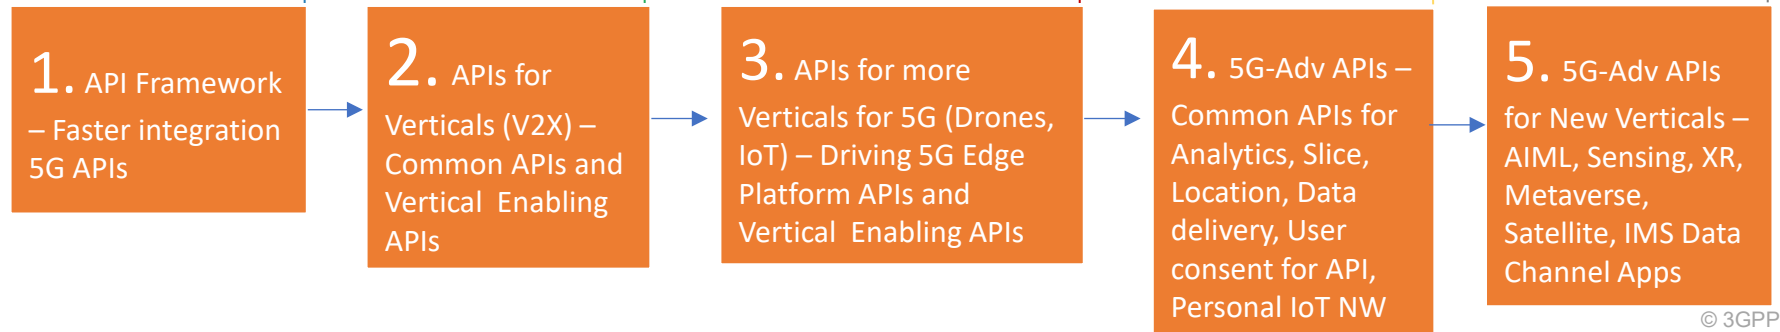 1. API Framework
– Faster integration
5G APIs
2. APIs for
Verticals (V2X) –
Common APIs and
Vertical Enabling
APIs
3. APIs for more
Verticals for 5G (Drones,
IoT) – Driving 5G Edge
Platform APIs and
Vertical Enabling APIs
4. 5G-Adv APIs –
Common APIs for
Analytics, Slice,
Location, Data
delivery, User
consent for API,
Personal IoT NW
5. 5G-Adv APIs
for New Verticals –
AIML, Sensing, XR,
Metaverse,
Satellite, IMS Data
Channel Apps
© 3GPP